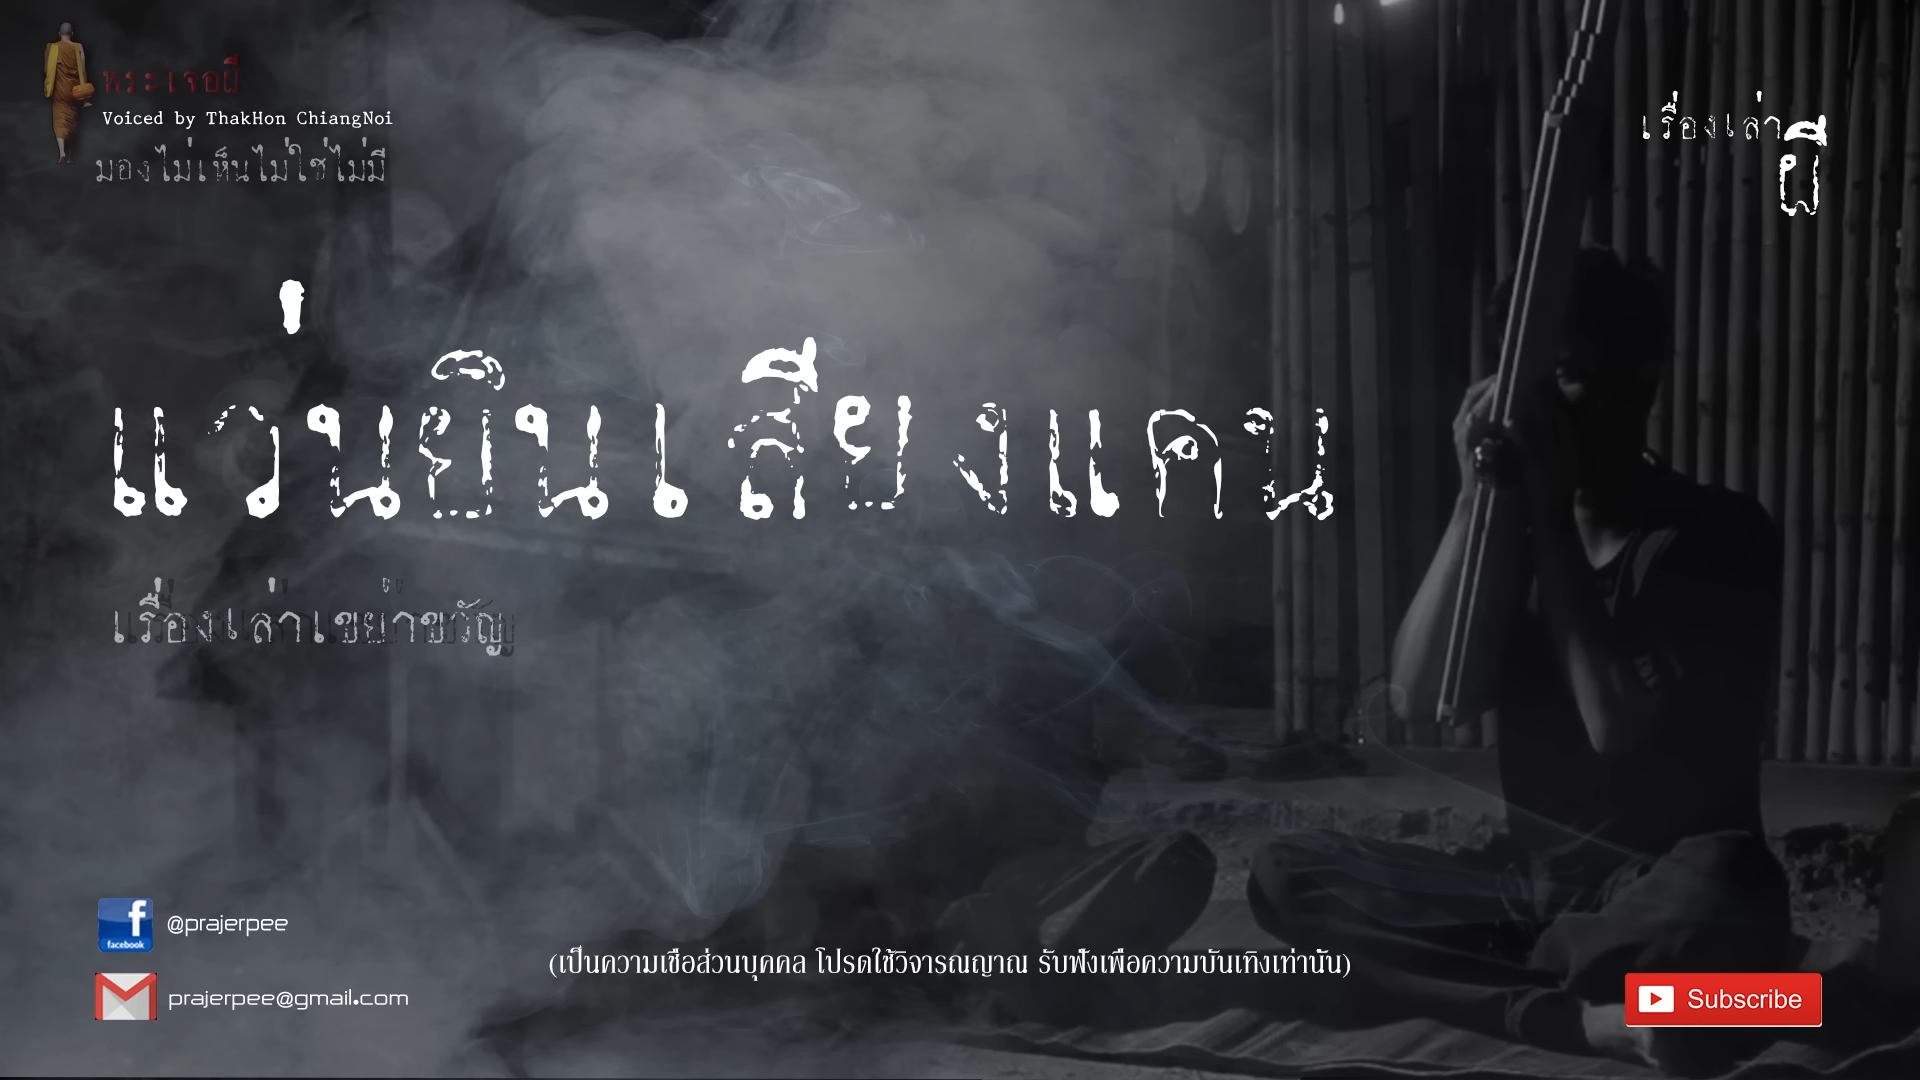 พระเจอผี
Voiced by ThakHon ChiangNoi
มองไม่เห็นไม่ใช่ไม่มี
เรื่องเล่า
ผี
แว่นยินเสียงแคน
เรื่องเล่าเขย่าขวัญ
facebook
@prajerpee
prajerpee@gmail.com
(เป็นความเชื่อส่วนบุคคล โปรดใช้วิจารณญาณ รับฟังเพื่อความบันเทิงเท่านั้น)
Subscribe